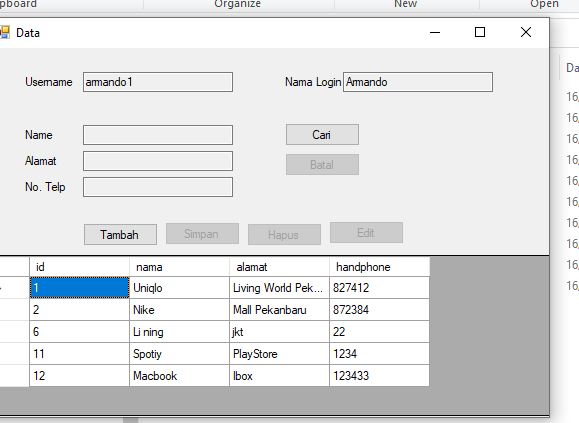 pboard Organize New Open
Data
Username armando1 Nama Login Armando
Name Cari
Alamat Batal
No. Telp
Tambah Simpan Hapus Edit
id nama alamat handphone
1 Uniqlo Living World Pek... 827412
2 Nike Mall Pekanbaru 872384
6 Li ning jkt 22
11 Spotiy PlayStore 1234
12 Macbook Ibox 123433
Da
16,
16,
16,
16,
16,
16,
16,
16,
16,
16,